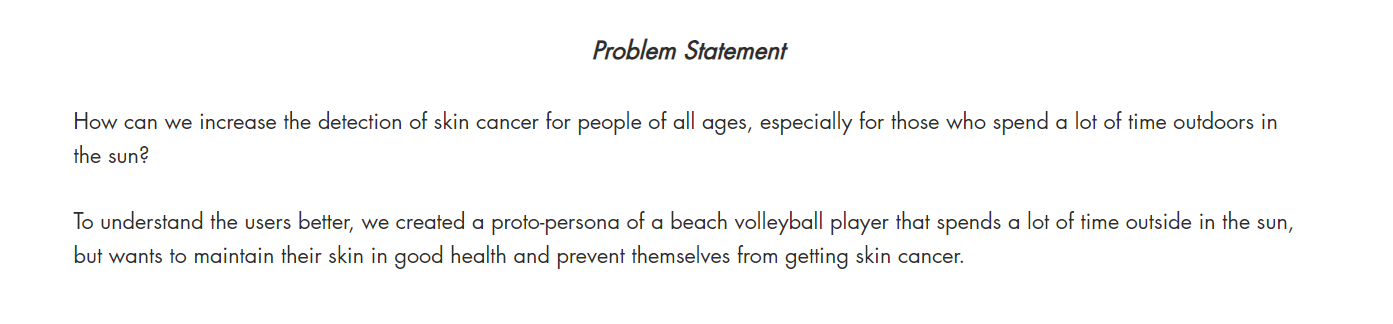 Problem Statement
How can we increase the detection of skin cancer for people of all ages, especially for those who spend a lot of time outdoors in
the sun?
To understand the users better, we created a proto-persona of a beach volleyball player that spends a lot of time outside in the sun,
but wants to maintain their skin in good health and prevent themselves from getting skin cancer.